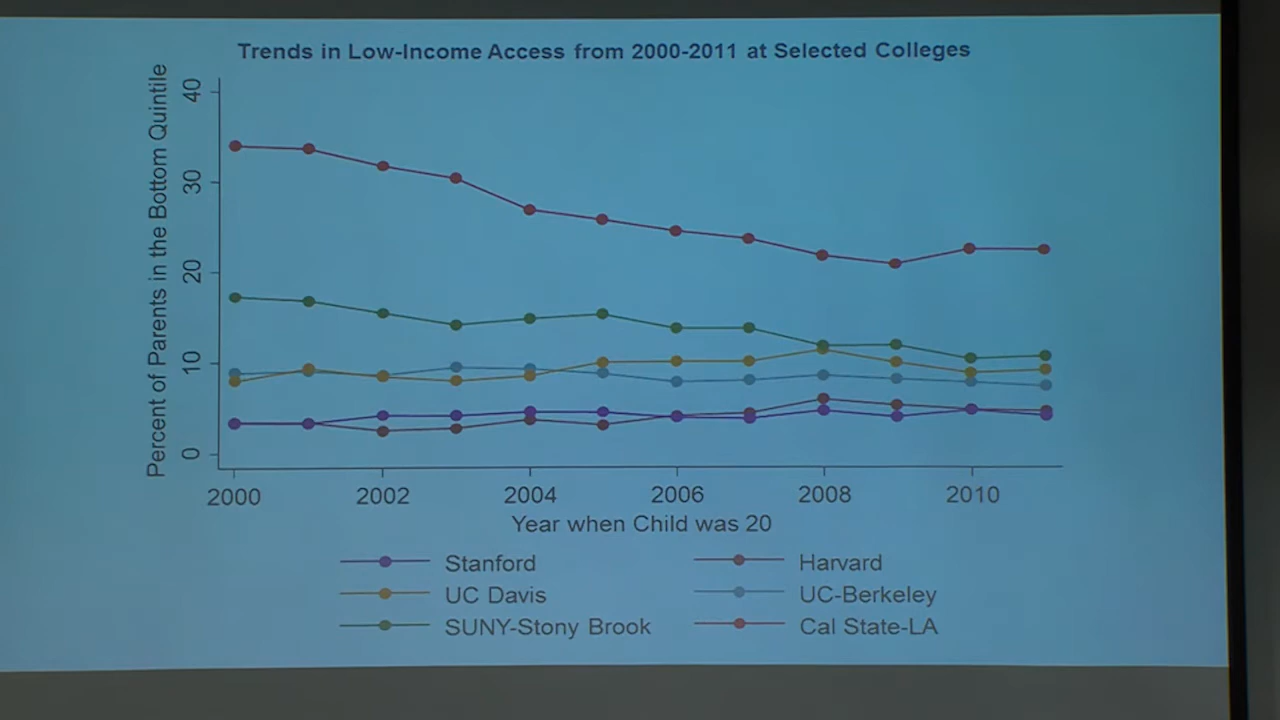 Trends in Low-Income Access from 2000-2011 at Selected Colleges
Percent of Parents in the Bottom Quintile
40
30
20
10
0
2000 2002 2004 2006 2008 2010
Year when Child was 20
Stanford Harvard
UC Davis UC-Berkeley
SUNY-Stony Brook Cal State-LA